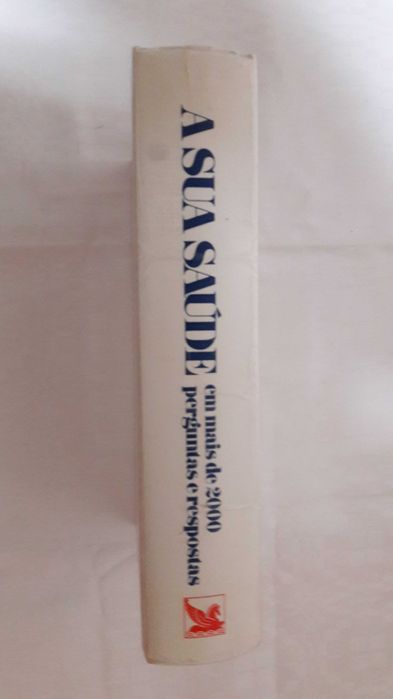 A SUA SAÚDE
em mais de 2000
perguntas e respostas